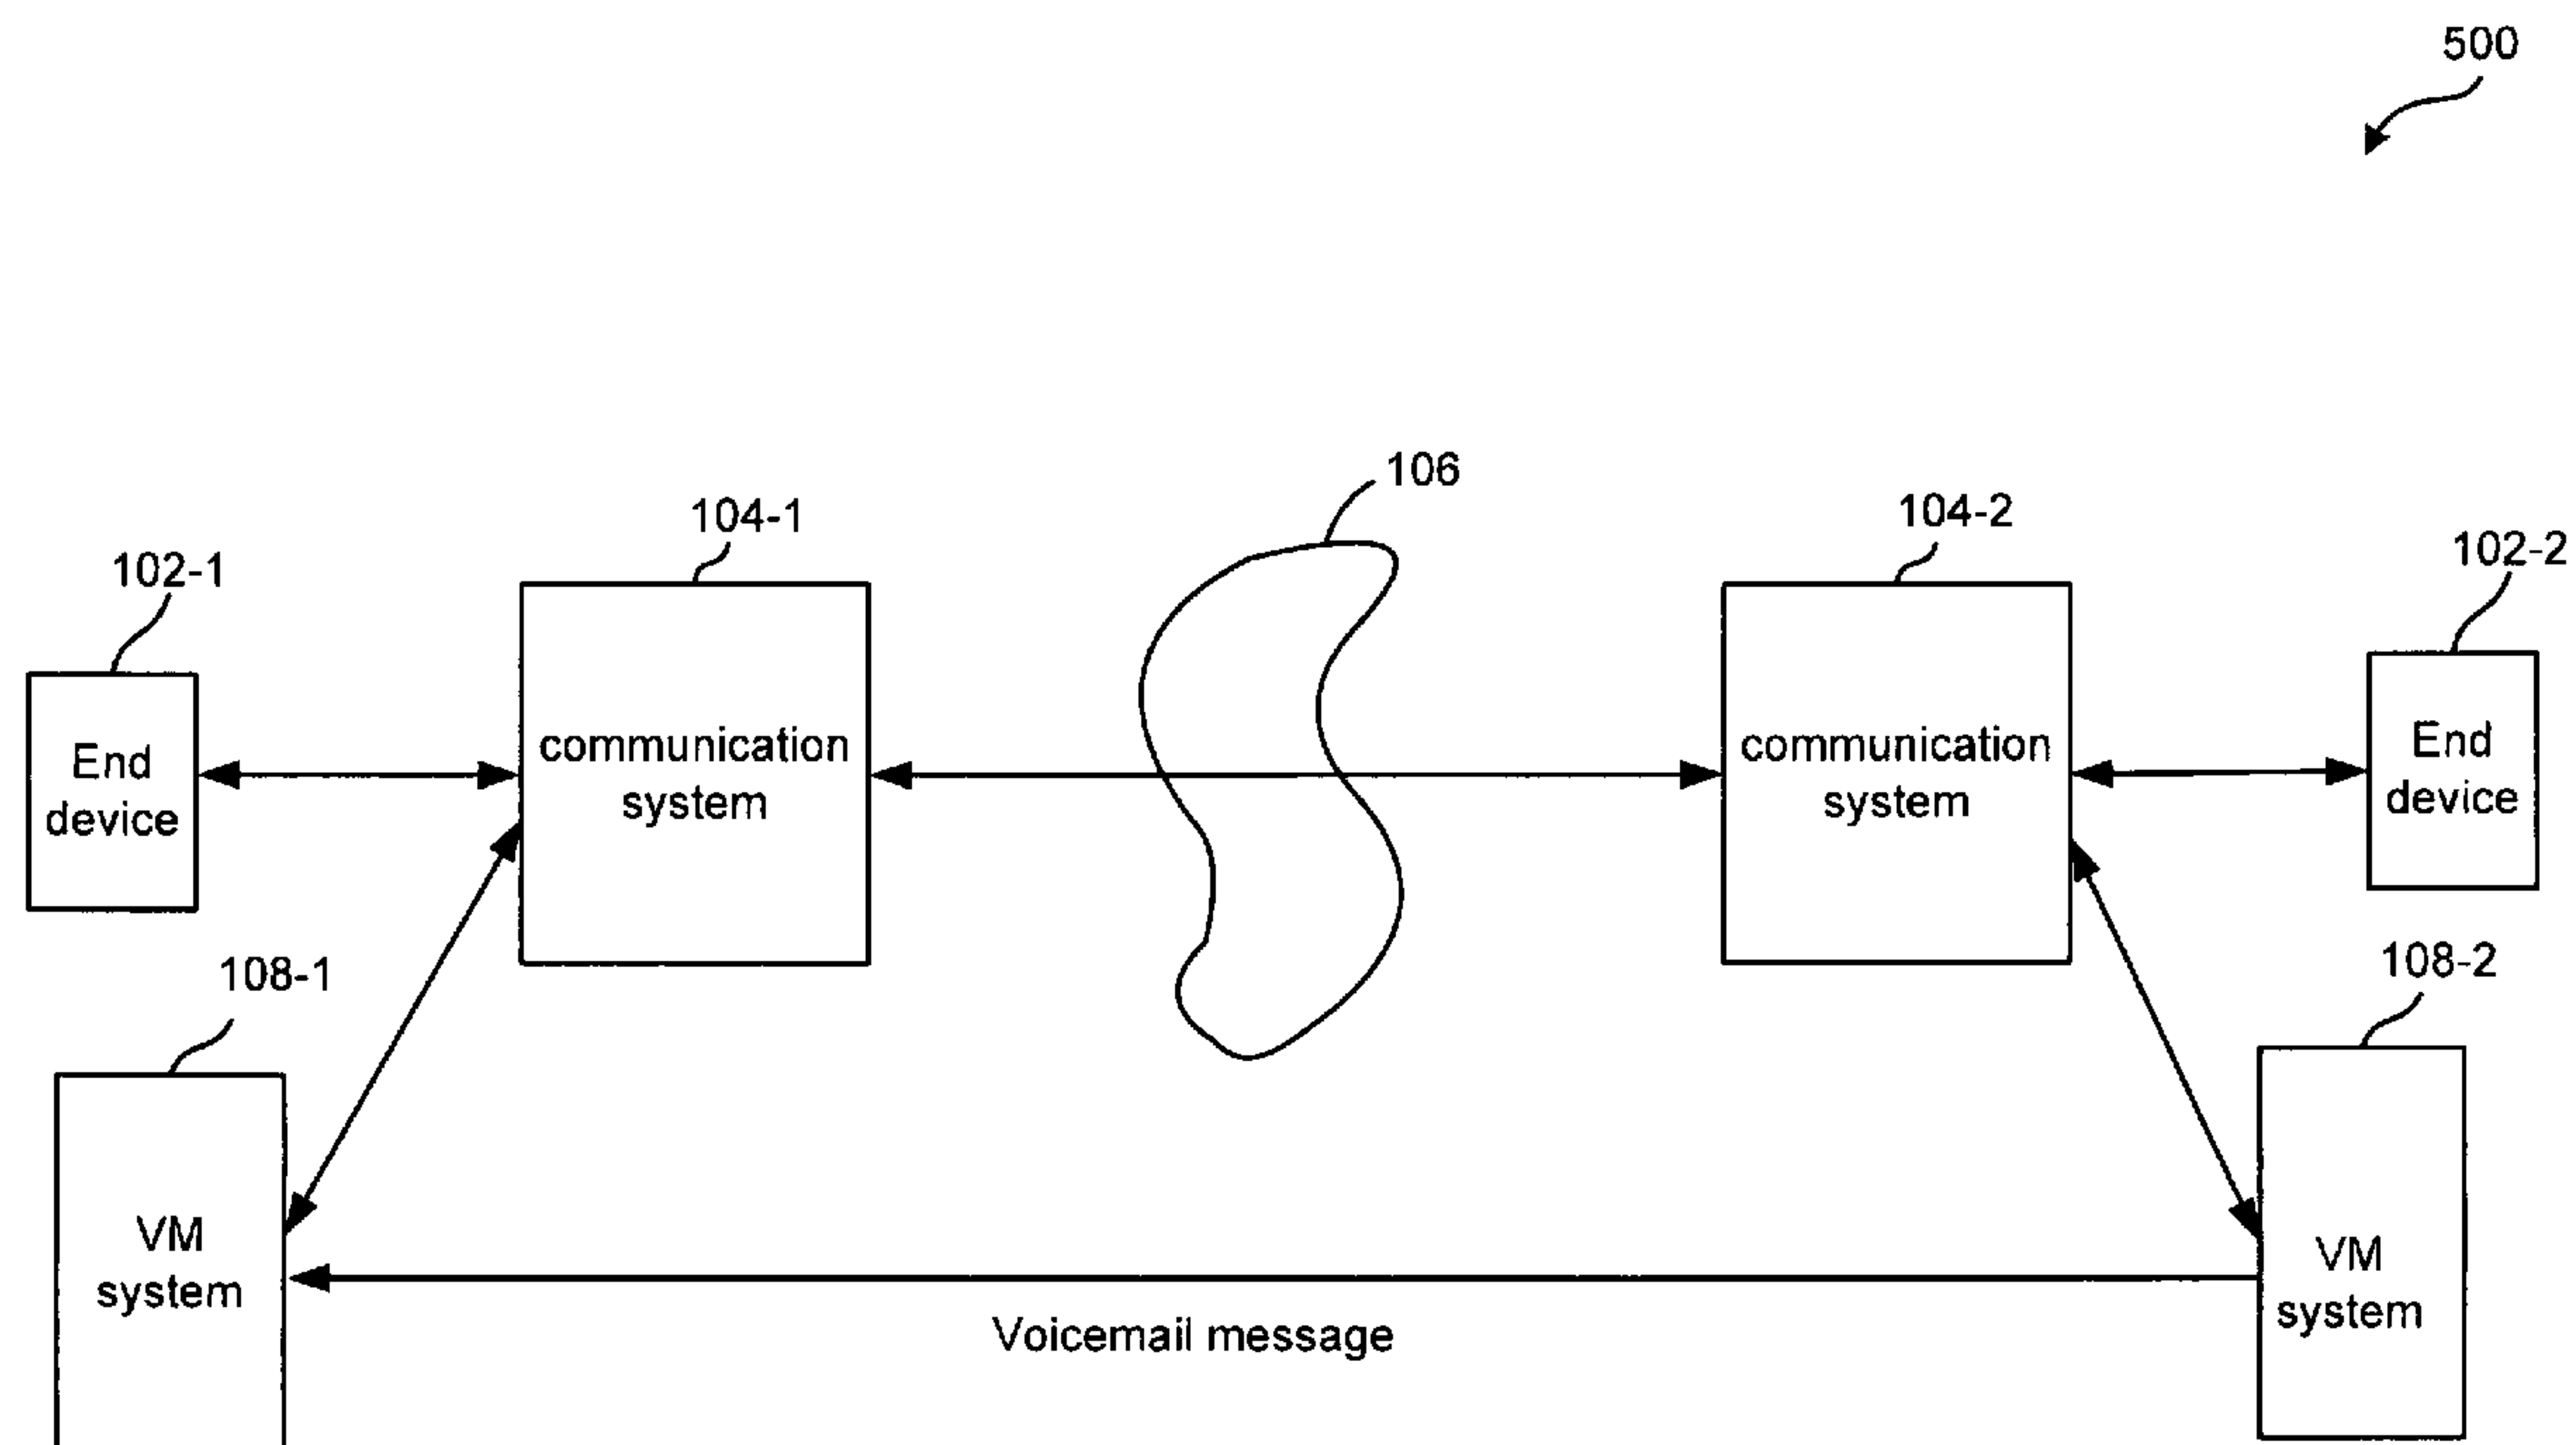 500
106
104-1
104-2
102-1
102-2
End
device
communication
system
communication
system
End
device
108-1
108-2
VM
system
VM
system
Voicemail message